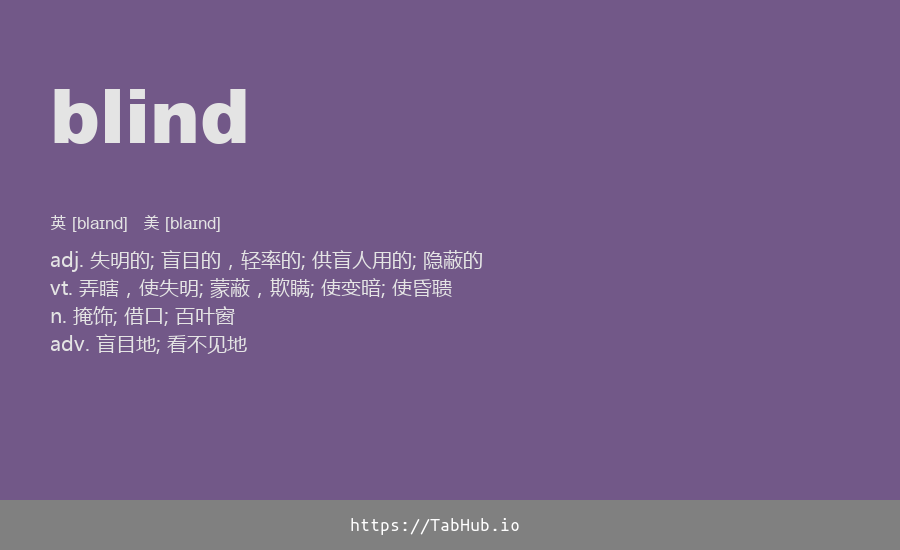 blind
英 [blaɪnd] 美 [blaɪnd]
adj. 失明的; 盲目的，轻率的; 供盲人用的; 隐蔽的
vt. 弄瞎，使失明; 蒙蔽，欺瞒; 使变暗; 使昏聩
n. 掩饰; 借口; 百叶窗
adv. 盲目地; 看不见地
https://TabHub.io